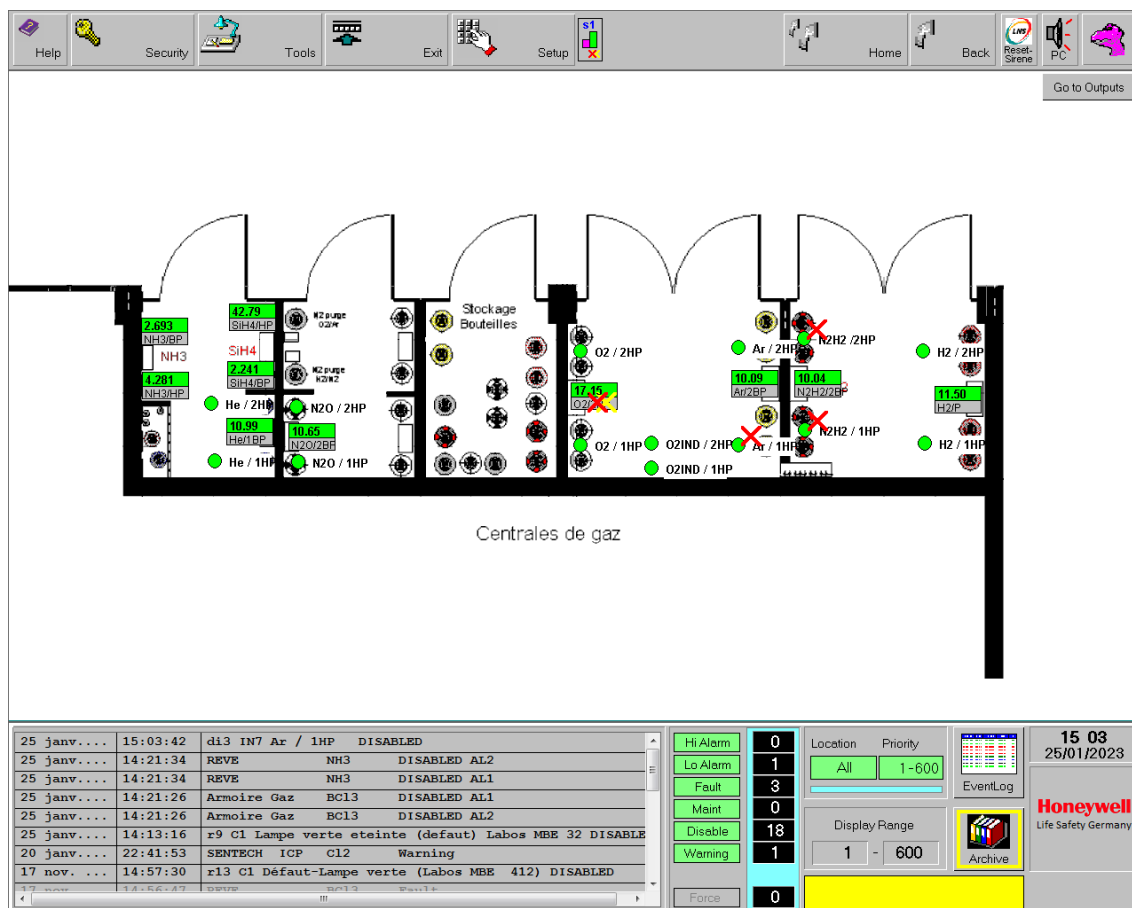 Help
Security
Tools
Exit
Setup
s1
Home
Back
LNS
Reset-
Sirene
PC
Go to Outputs
Stockage
Bouteilles
N2 purge
O2/Ar
42.79
SiH4/HP
2.693
NH3/BP
NH3
SiH4
2.241
SiH4/BP
N2 purge
H2/N2
4.281
NH3/HP
He / 2HP
N2O / 2HP
10.99
He/1BP
10.65
N2O/2BP
He / 1HP
N2O / 1HP
O2 / 2HP
Ar / 2HP
N2H2 /2HP
H2 / 2HP
17.15
10.09
Ar/2BP
10.04
N2H2/2BP
11.50
H2/P
O2 / 1HP
O2IND / 2HP
Ar / 1HP
N2H2 / 1HP
H2 / 1HP
O2IND / 1HP
Centrales de gaz
25 janv.... 15:03:42 di3 IN7 Ar / 1HP DISABLED
25 janv.... 14:21:34 REVE NH3 DISABLED AL2
25 janv.... 14:21:34 REVE NH3 DISABLED AL1
25 janv.... 14:21:26 Armoire Gaz BCl3 DISABLED AL1
25 janv.... 14:21:26 Armoire Gaz BCl3 DISABLED AL2
25 janv.... 14:13:16 r9 C1 Lampe verte eteinte (defaut) Labos MBE 32 DISABLE
20 janv.... 22:41:53 SENTECH ICP Cl2 Warning
17 nov. ... 14:57:30 r13 C1 Défaut-Lampe verte (Labos MBE 412) DISABLED
17 nov. 14:56:47 REVE BCl3 Fault
Hi Alarm 0
Lo Alarm 1
Fault 3
Maint 0
Disable 18
Warning 1
Force 0
Location Priority
All 1-600
Display Range
1 - 600
EventLog
Archive
15 03
25/01/2023
Honeywell
Life Safety Germany